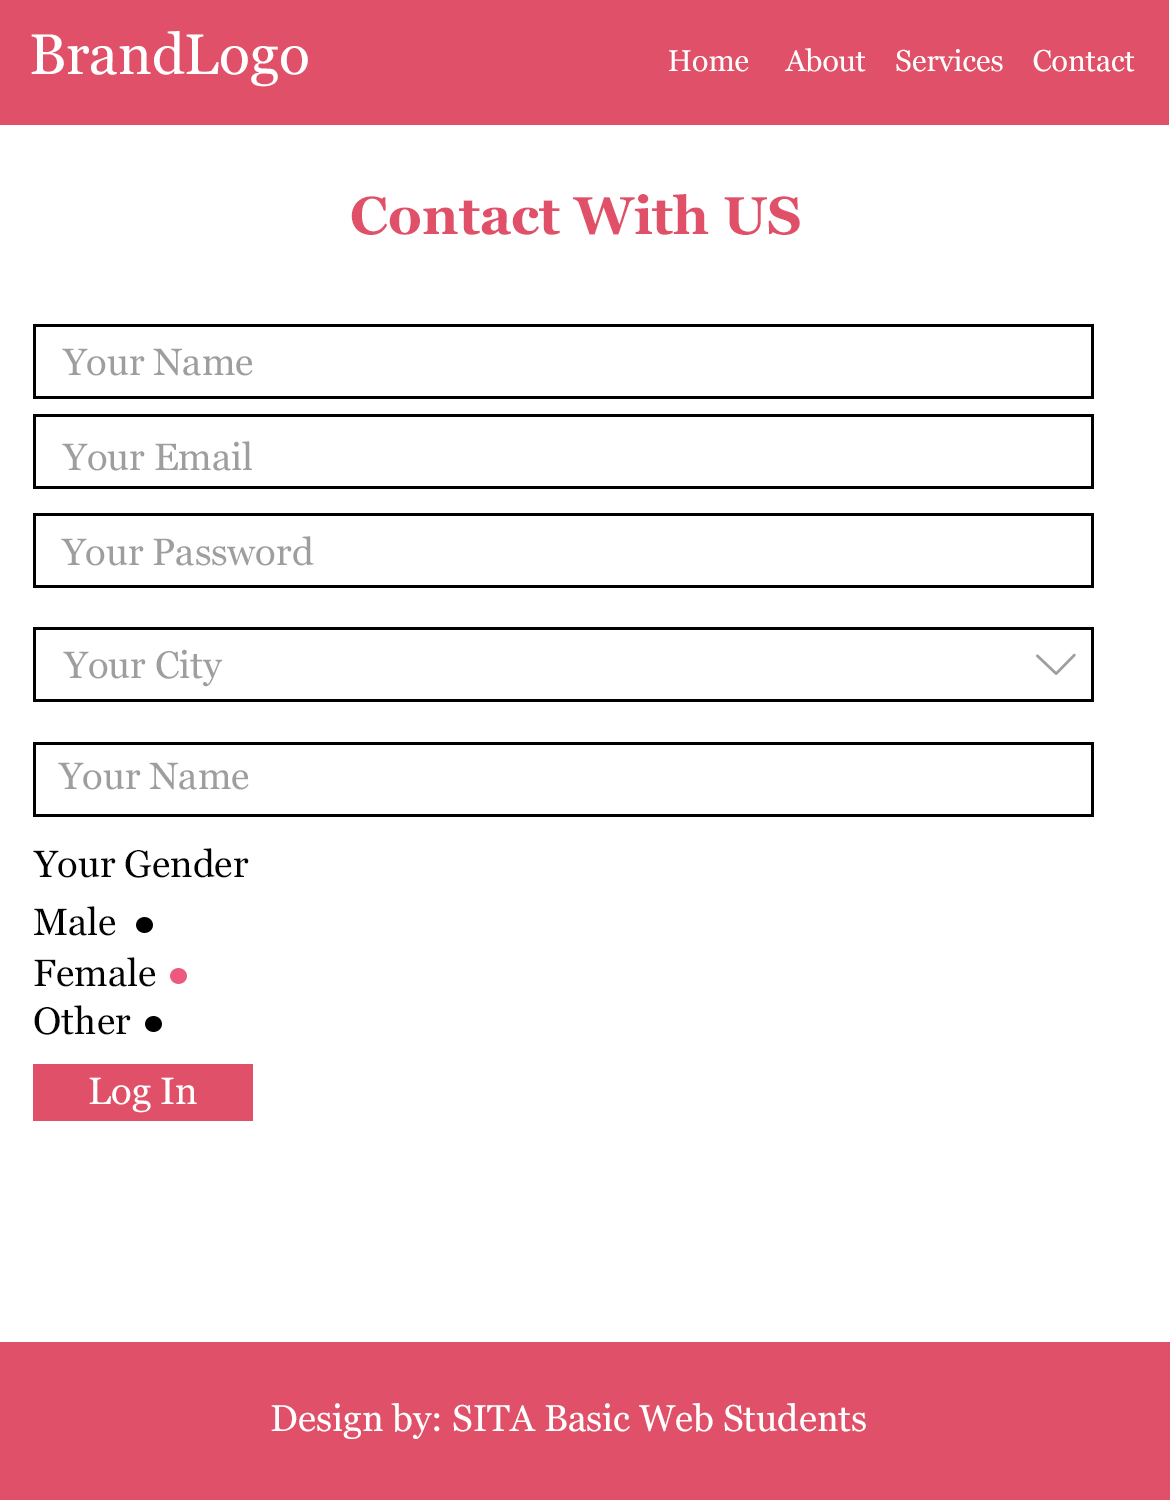 BrandLogo
Home About Services Contact
Contact With US
Your Name
Your Email
Your Password
Your City
Your Name
Your Gender
Male
Female
Other
Log In
Design by: SITA Basic Web Students